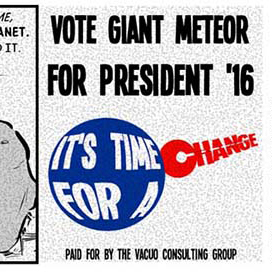 ME,
ANET.
IT.
VOTE GIANT METEOR
FOR PRESIDENT '16
IT'S TIME
FOR A
CHANGE
PAID FOR BY THE VACUO CONSULTING GROUP